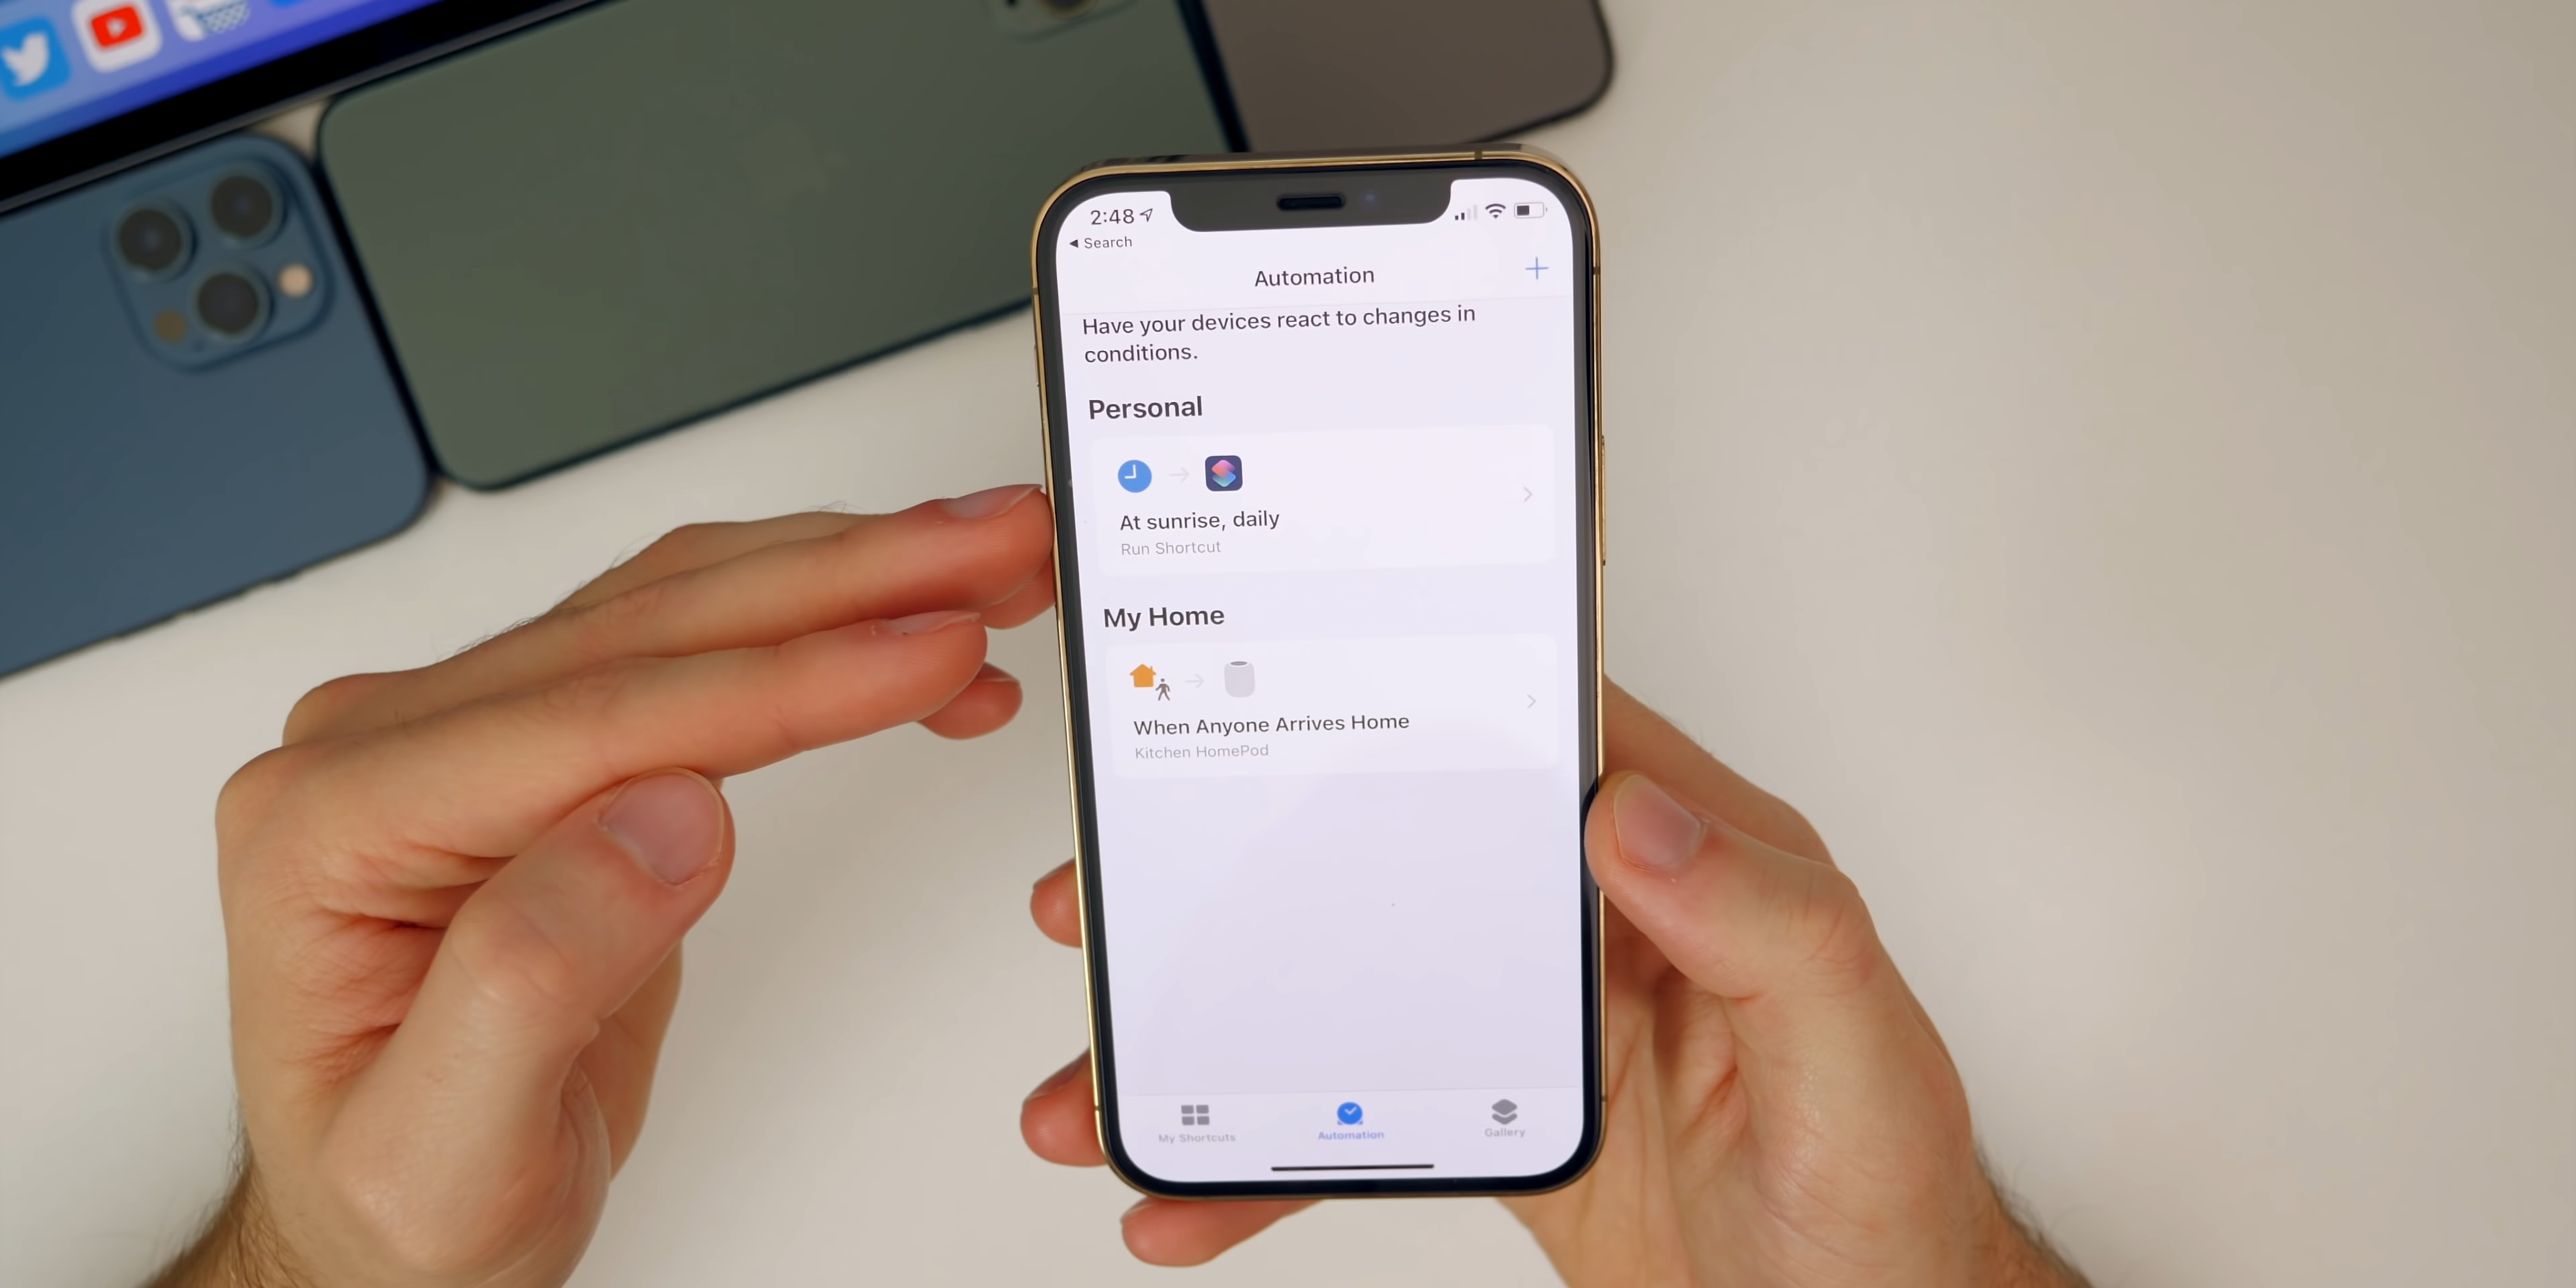 2:48
◀ Search
Automation
Have your devices react to changes in
conditions.
Personal
At sunrise, daily
Run Shortcut
My Home
When Anyone Arrives Home
Kitchen HomePod
My Shortcuts
Automation
Gallery